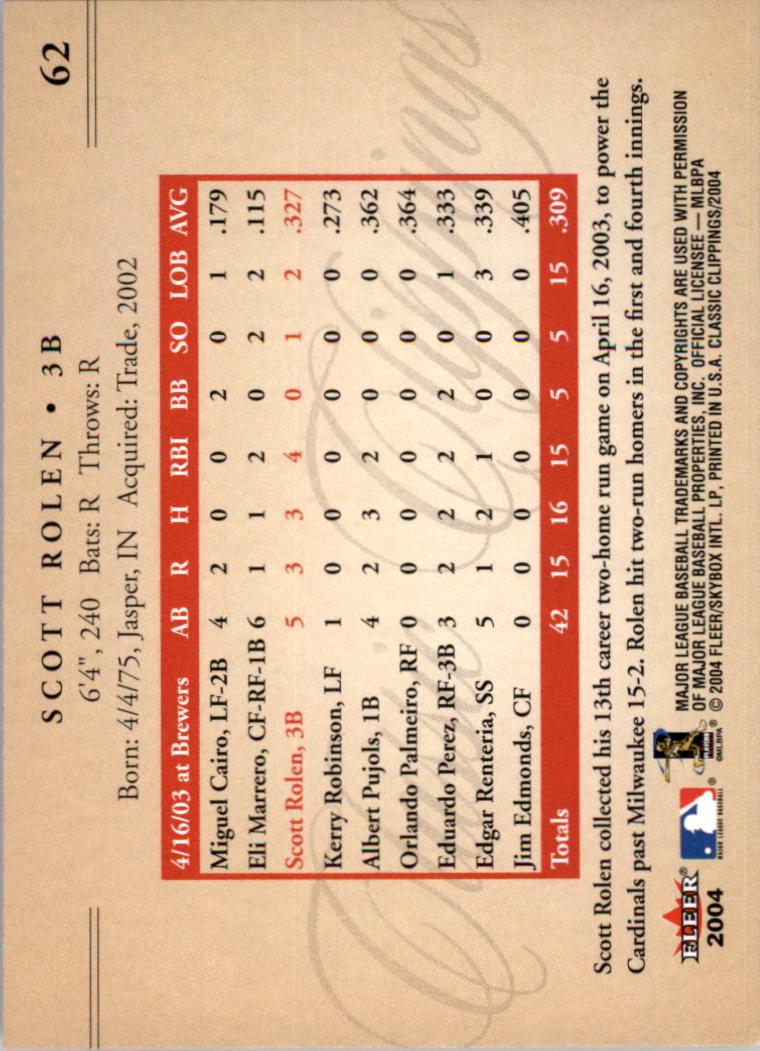 62
SCOTT ROLEN • 3B
6'4", 240 Bats: R Throws: R
Born: 4/4/75, Jasper, IN Acquired: Trade, 2002
4/16/03 at Brewers AB R H RBI BB SO LOB AVG
Miguel Cairo, LF-2B 4 2 0 0 2 0 1 .179
Eli Marrero, CF-RF-1B 6 1 1 2 0 2 2 .115
Scott Rolen, 3B 5 3 3 4 0 1 2 .327
Kerry Robinson, LF 1 0 0 0 0 0 0 .273
Albert Pujols, 1B 4 2 3 2 0 0 0 .362
Orlando Palmeiro, RF 0 0 0 0 0 0 0 .364
Eduardo Perez, RF-3B 3 2 2 2 2 0 1 .333
Edgar Renteria, SS 5 1 2 1 0 0 3 .339
Jim Edmonds, CF 0 0 0 0 0 0 0 .405
Totals 42 15 16 15 5 5 15 .309
Classic Clippings
Scott Rolen collected his 13th career two-home run game on April 16, 2003, to power the
Cardinals past Milwaukee 15-2. Rolen hit two-run homers in the first and fourth innings.
FLEER
2004
MAJOR LEAGUE BASEBALL
®
®
©MLBPA
MAJOR LEAGUE BASEBALL TRADEMARKS AND COPYRIGHTS ARE USED WITH PERMISSION
OF MAJOR LEAGUE BASEBALL PROPERTIES, INC. OFFICIAL LICENSEE — MLBPA
© 2004 FLEER/SKYBOX INTL. LP, PRINTED IN U.S.A. CLASSIC CLIPPINGS/2004